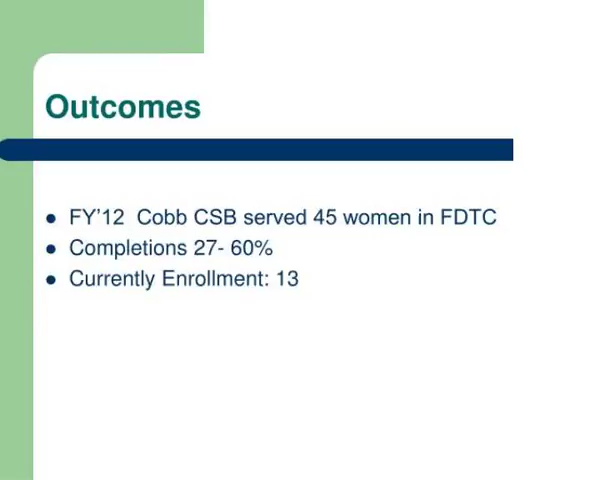 Outcomes
● FY’12  Cobb CSB served 45 women in FDTC
● Completions 27- 60%
● Currently Enrollment: 13